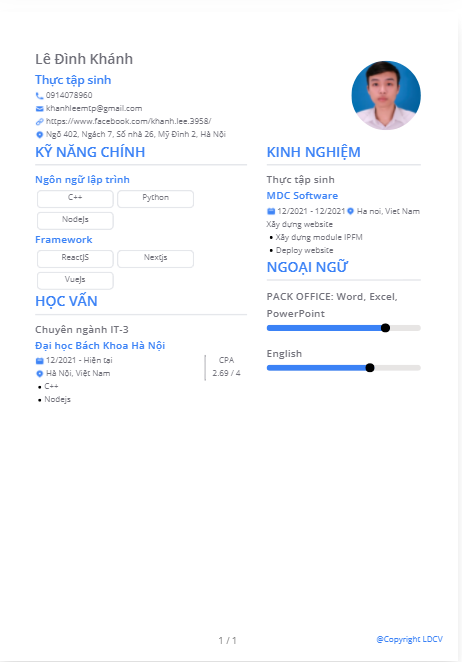 Lê Đình Khánh
Thực tập sinh
0914078960
khanhleemtp@gmail.com
https://www.facebook.com/khanh.lee.3958/
Ngõ 402, Ngách 7, Số nhà 26, Mỹ Đình 2, Hà Nôi
KỸ NĂNG CHÍNH
Ngôn ngữ lập trình
C++
Python
NodeJs
Framework
ReactJS
Nextjs
VueJs
HỌC VẤN
Chuyên ngành IT-3
Đại học Bách Khoa Hà Nội
12/2021 - Hiện tại
Hà Nôi, Việt Nam
CPA
2.69 / 4
C++
Nodejs
KINH NGHIỆM
Thực tập sinh
MDC Software
12/2021 - 12/2021 Ha noi, Viet Nam
Xây dựng website
Xây dựng module IPFM
Deploy website
NGOẠI NGỮ
PACK OFFICE: Word, Excel,
PowerPoint
English
1 / 1
@Copyright LDCV